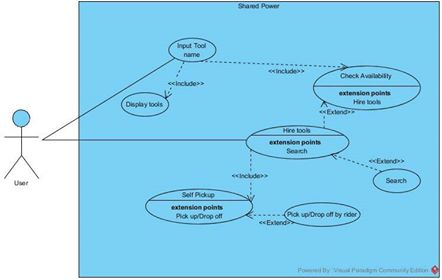 Shared Power
Input Tool
name
<<Include>>
<<Include>>
Check Availability
extension points
Hire tools
Display tools
<<Extend>>
Hire tools
extension points
Search
<<Extend>>
User
<<Include>>
Search
Self Pickup
extension points
Pick up/Drop off
<<Extend>>
Pick up/Drop off by rider
Powered By Visual Paradigm Community Edition